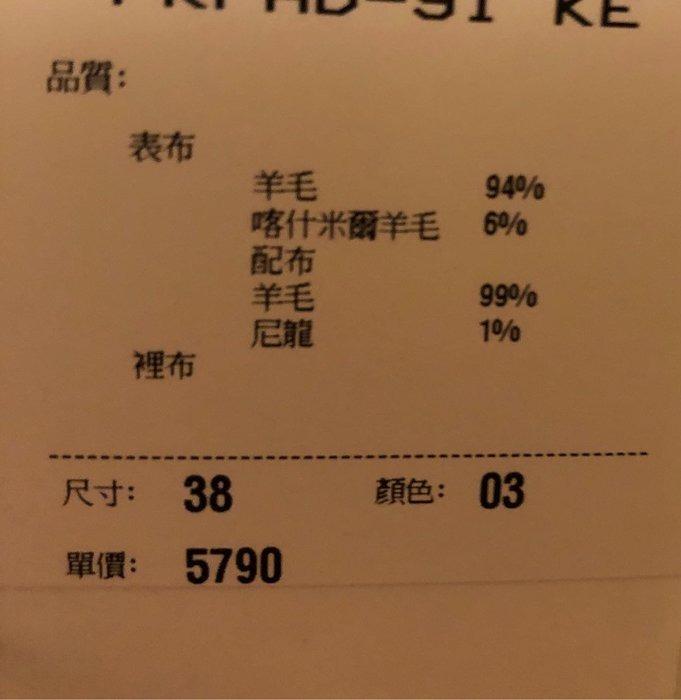 品質:
表布
羊毛 94%
喀什米爾羊毛 6%
配布
羊毛 99%
尼龍 1%
裡布
尺寸: 38 顏色: 03
單價: 5790